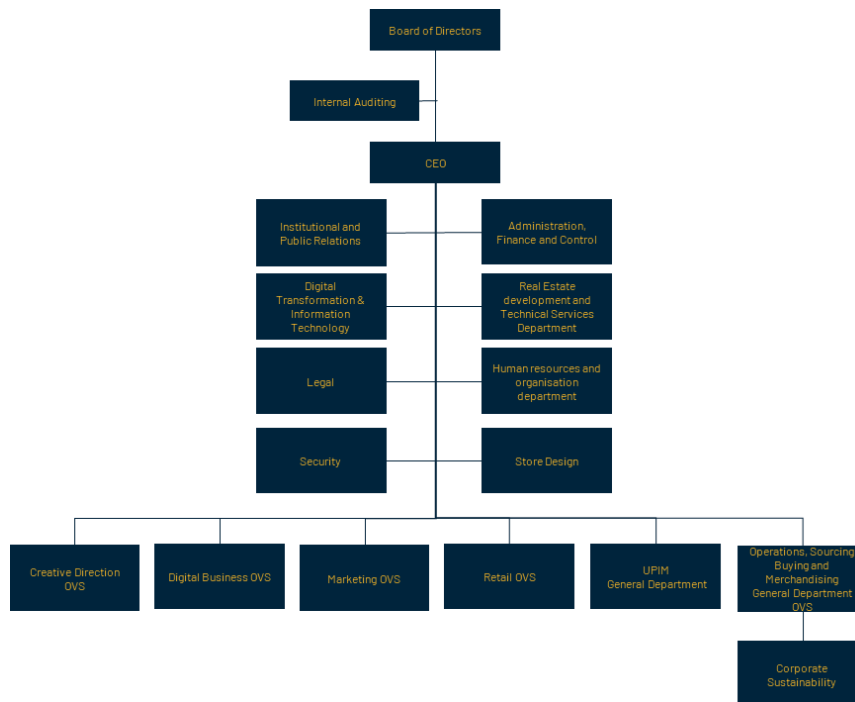 Board of Directors
Internal Auditing
CEO
Institutional and
Public Relations
Administration,
Finance and Control
Digital
Transformation &
Information
Technology
Real Estate
development and
Technical Services
Department
Legal
Human resources and
organisation
department
Security
Store Design
Creative Direction
OVS
Digital Business OVS
Marketing OVS
Retail OVS
UPIM
General Department
Operations, Sourcing
Buying and
Merchandising
General Department
OVS
Corporate
Sustainability